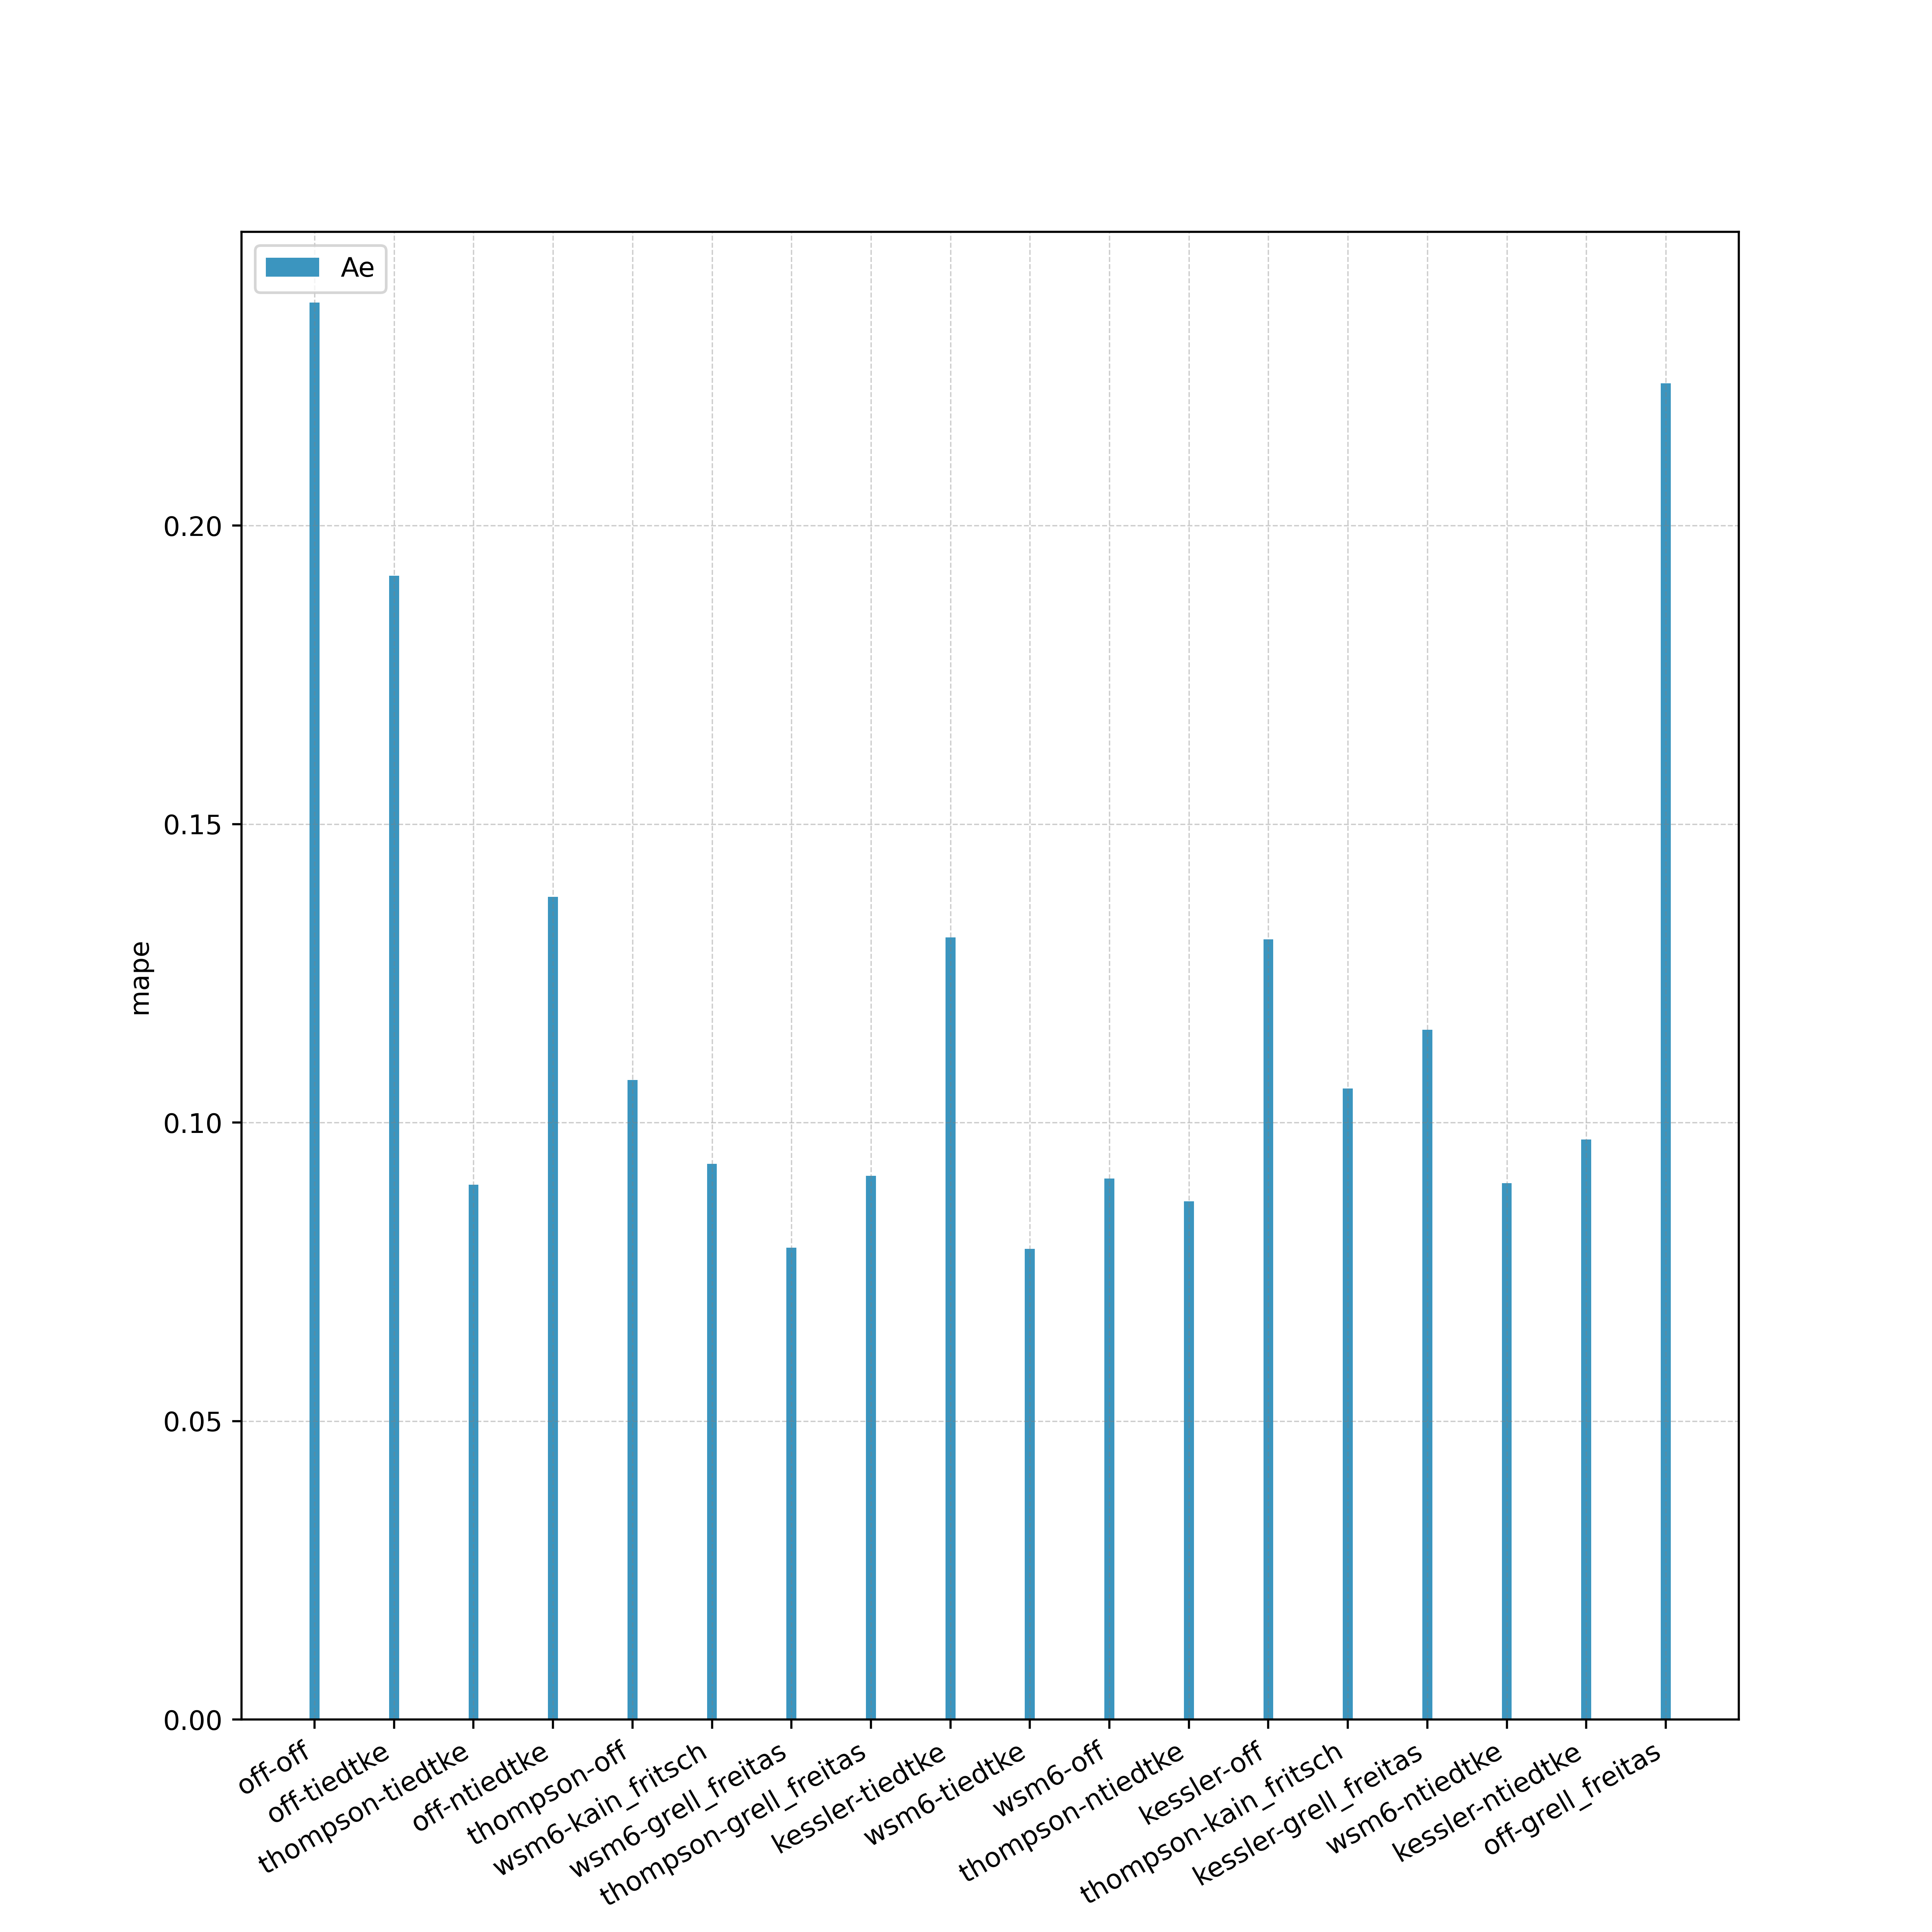 Ae
0.20
0.15
mape
0.10
0.05
0.00
off-off
off-tiedtke
thompson-tiedtke
off-ntiedtke
thompson-off
wsm6-kain_fritsch
wsm6-grell_freitas
thompson-grell_freitas
kessler-tiedtke
wsm6-tiedtke
wsm6-off
thompson-ntiedtke
kessler-off
thompson-kain_fritsch
kessler-grell_freitas
wsm6-ntiedtke
kessler-ntiedtke
off-grell_freitas